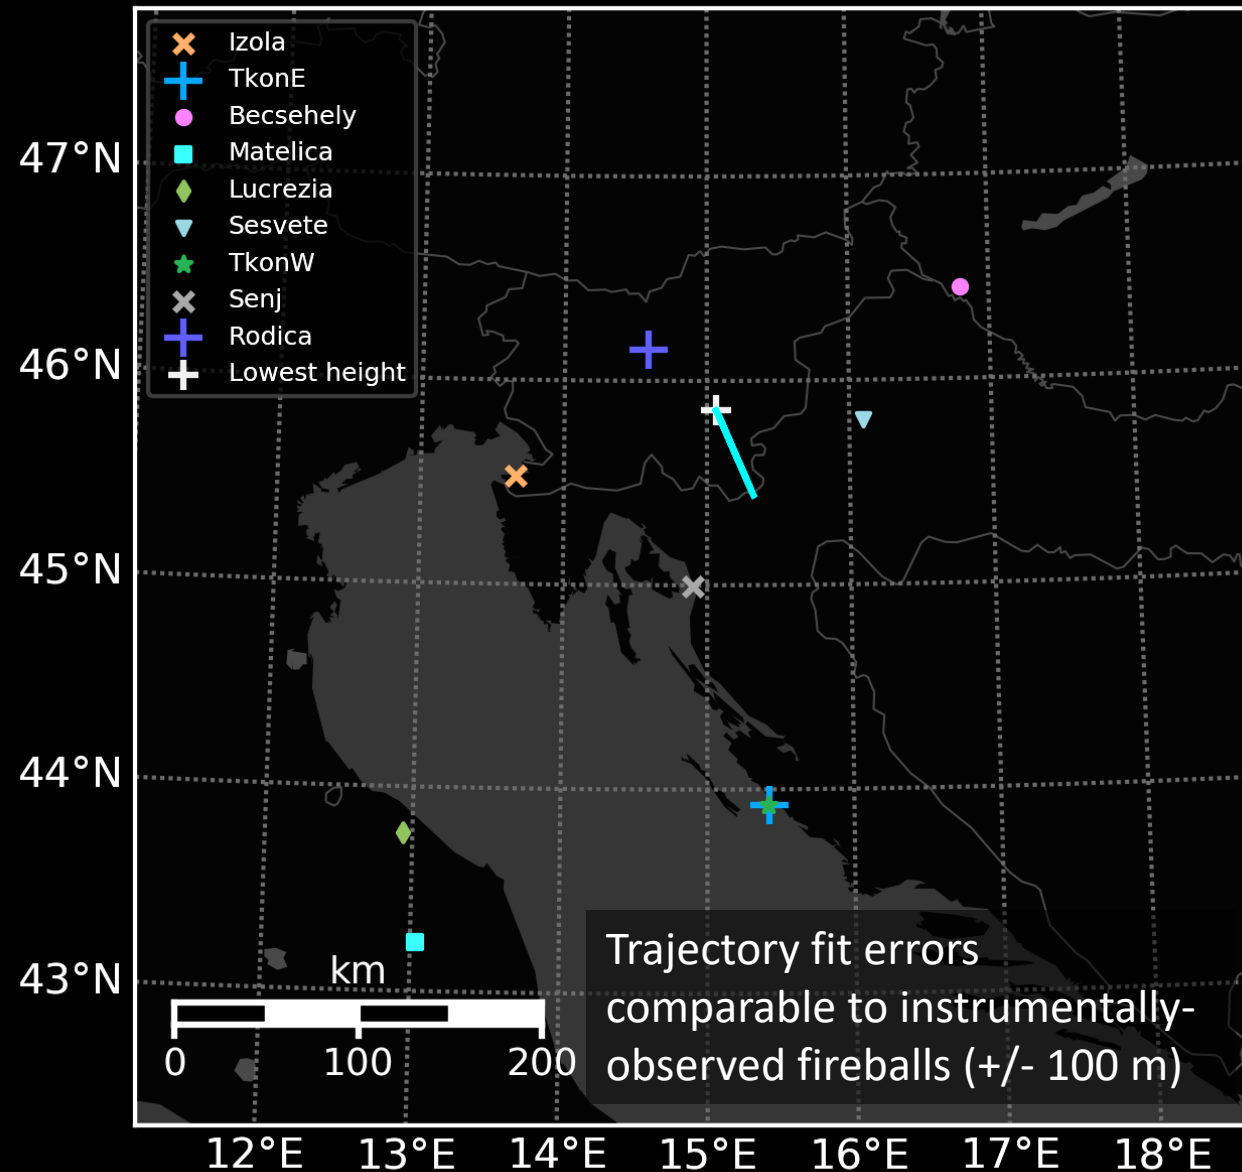 Izola
TkonE
Becsehely
Matelica
Lucrezia
Sesvete
TkonW
Senj
Rodica
Lowest height
47°N
46°N
45°N
44°N
43°N
km
0 100 200
Trajectory fit errors
comparable to instrumentally-
observed fireballs (+/- 100 m)
12°E 13°E 14°E 15°E 16°E 17°E 18°E